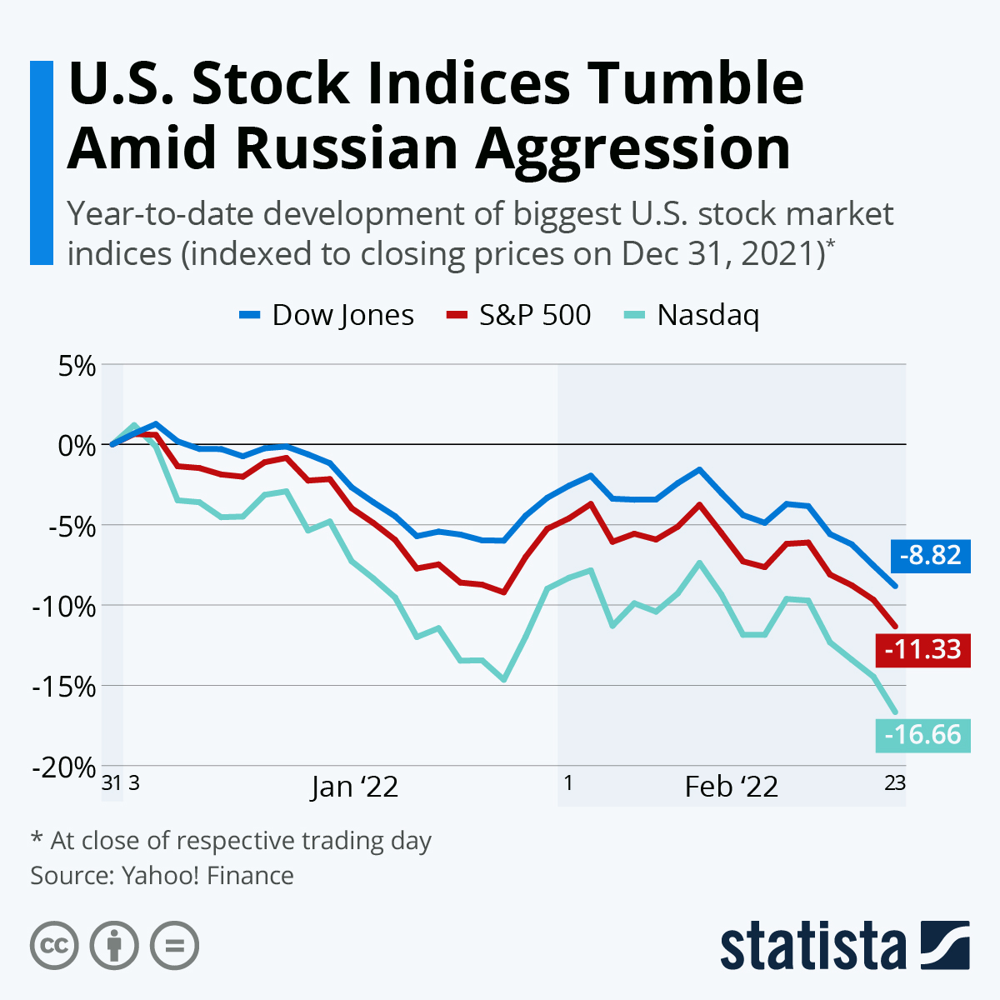 U.S. Stock Indices Tumble
Amid Russian Aggression
Year-to-date development of biggest U.S. stock market
indices (indexed to closing prices on Dec 31, 2021)*
Dow Jones S&P 500 Nasdaq
5%
0%
-5%
-8.82
-10%
-11.33
-15%
-16.66
-20%
31 3 Jan ‘22 1 Feb ‘22 23
* At close of respective trading day
Source: Yahoo! Finance
cc =
statista